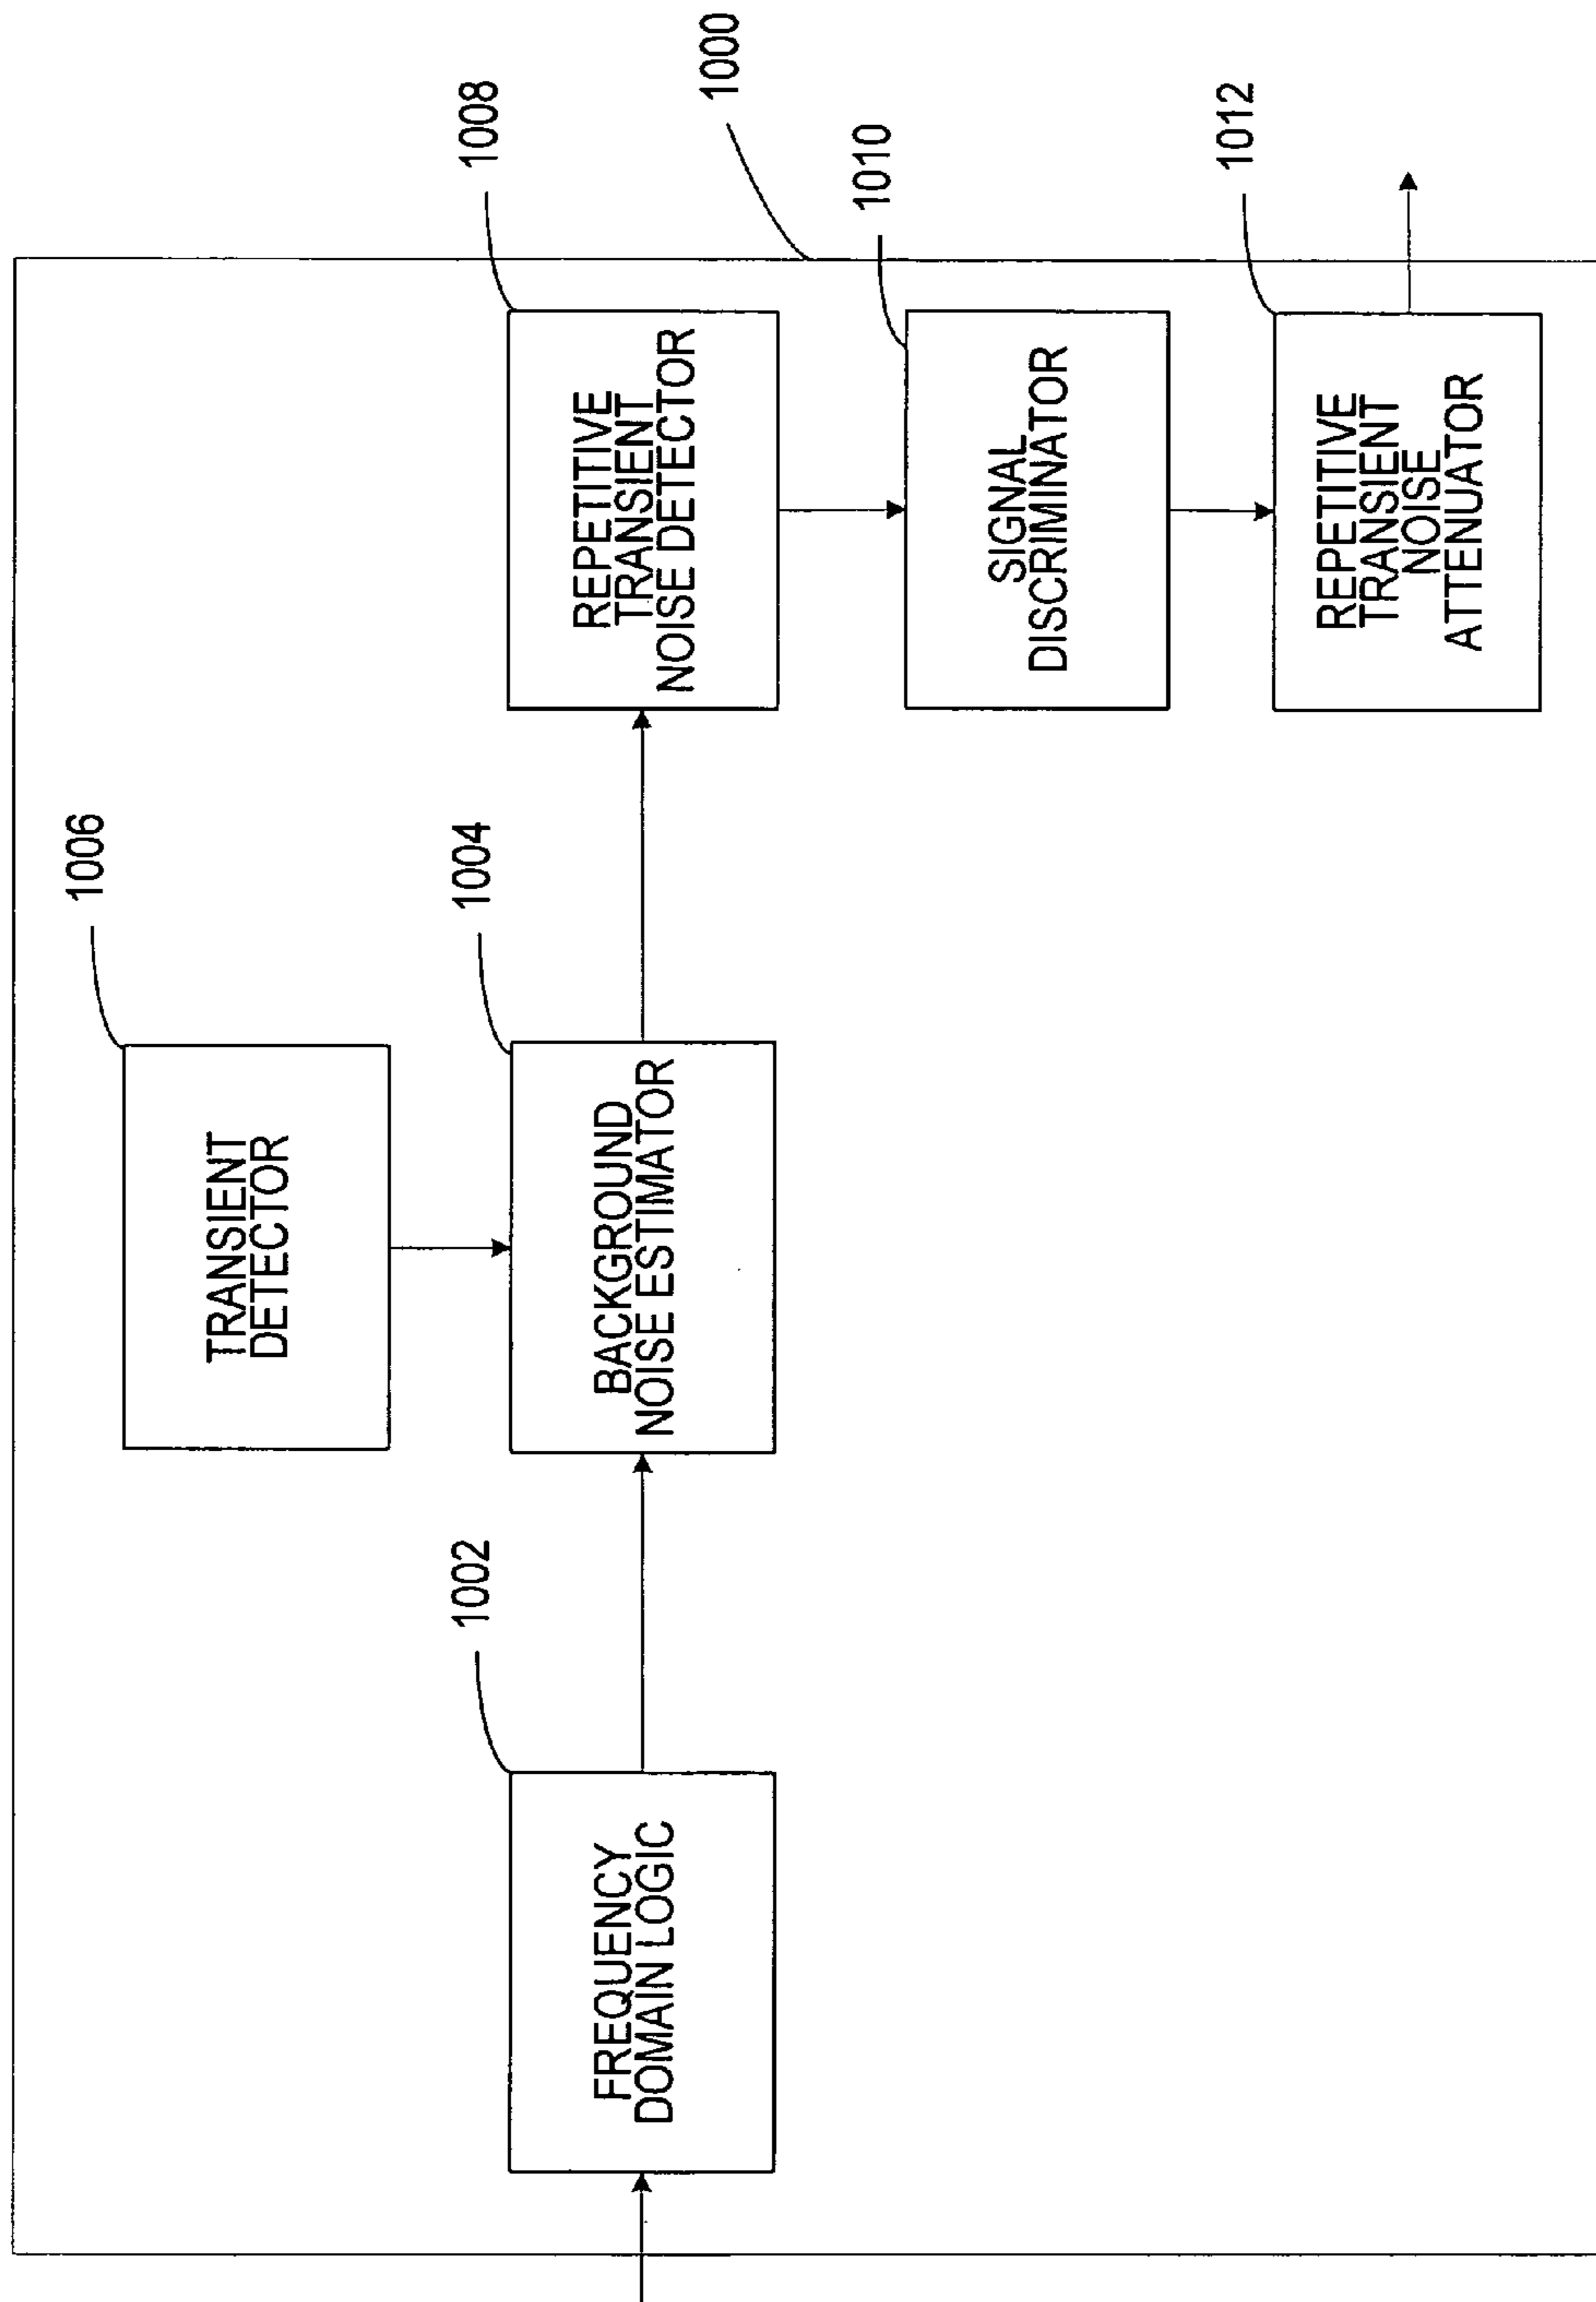 1006
TRANSIENT
DETECTOR
1002
FREQUENCY
DOMAIN LOGIC
1004
BACKGROUND
NOISE ESTIMATOR
1008
REPETITIVE
TRANSIENT
NOISE DETECTOR
1000
1010
SIGNAL
DISCRIMINATOR
1012
REPETITIVE
TRANSIENT
NOISE
ATTENUATOR